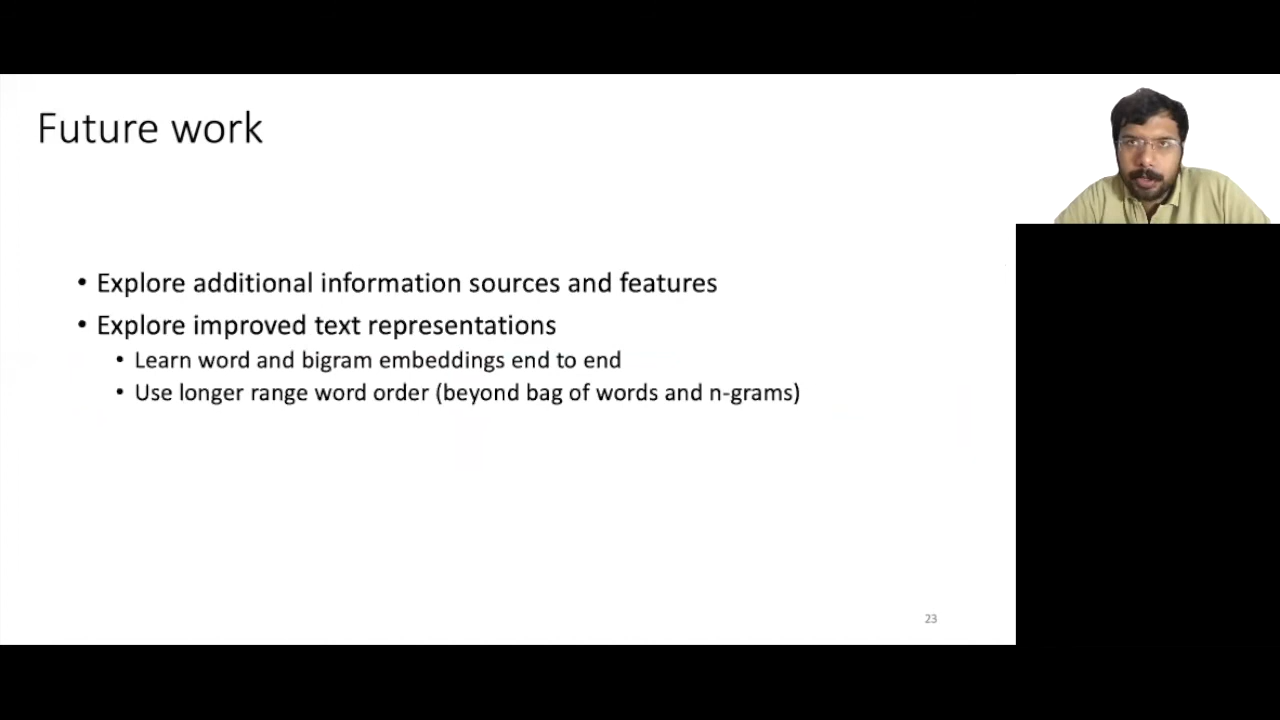 Future work
• Explore additional information sources and features
• Explore improved text representations
• Learn word and bigram embeddings end to end
• Use longer range word order (beyond bag of words and n-grams)
23